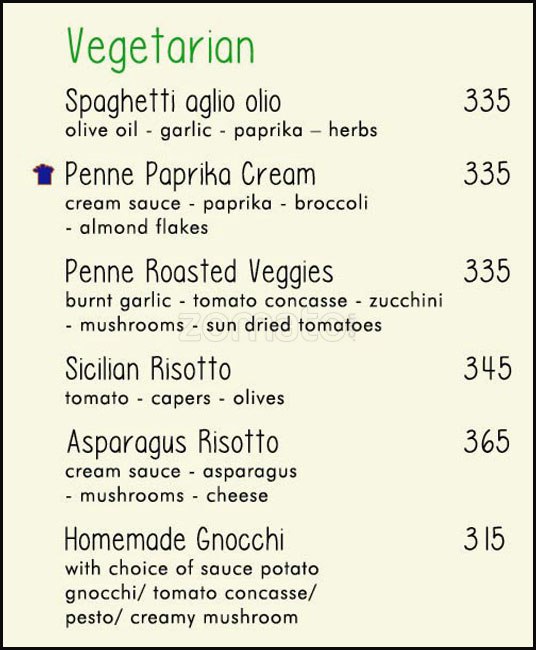 Vegetarian
Spaghetti aglio olio 335
olive oil - garlic - paprika – herbs
Penne Paprika Cream 335
cream sauce - paprika - broccoli
- almond flakes
Penne Roasted Veggies 335
burnt garlic - tomato concasse - zucchini
- mushrooms - sun dried tomatoes
zomato.com
Sicilian Risotto 345
tomato - capers - olives
Asparagus Risotto 365
cream sauce - asparagus
- mushrooms - cheese
Homemade Gnocchi 315
with choice of sauce potato
gnocchi/ tomato concasse/
pesto/ creamy mushroom